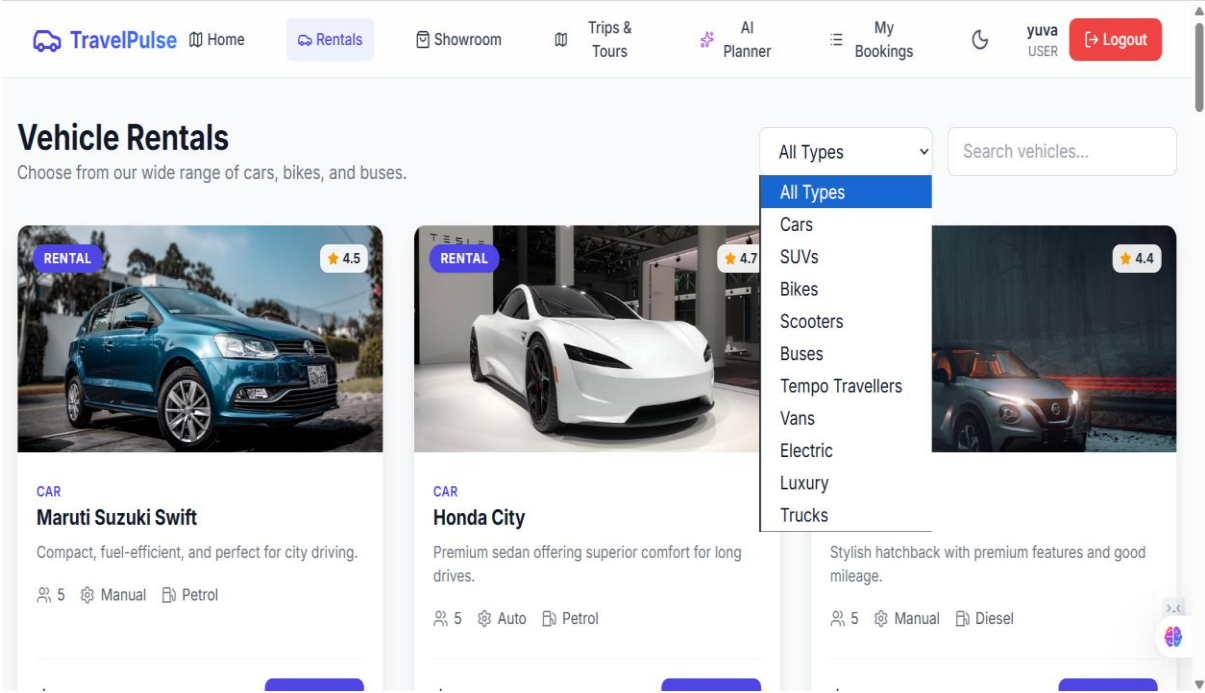 TravelPulse
Home
Rentals
Showroom
Trips &
Tours
AI
Planner
My
Bookings
yuva
USER
Logout
Vehicle Rentals
Choose from our wide range of cars, bikes, and buses.
All Types
Search vehicles...
All Types
Cars
SUVs
Bikes
Scooters
Buses
Tempo Travellers
Vans
Electric
Luxury
Trucks
RENTAL
4.5
CAR
Maruti Suzuki Swift
Compact, fuel-efficient, and perfect for city driving.
5 Manual Petrol
TESLA
RENTAL
4.7
CAR
Honda City
Premium sedan offering superior comfort for long
drives.
5 Auto Petrol
4.4
Stylish hatchback with premium features and good
mileage.
5 Manual Diesel